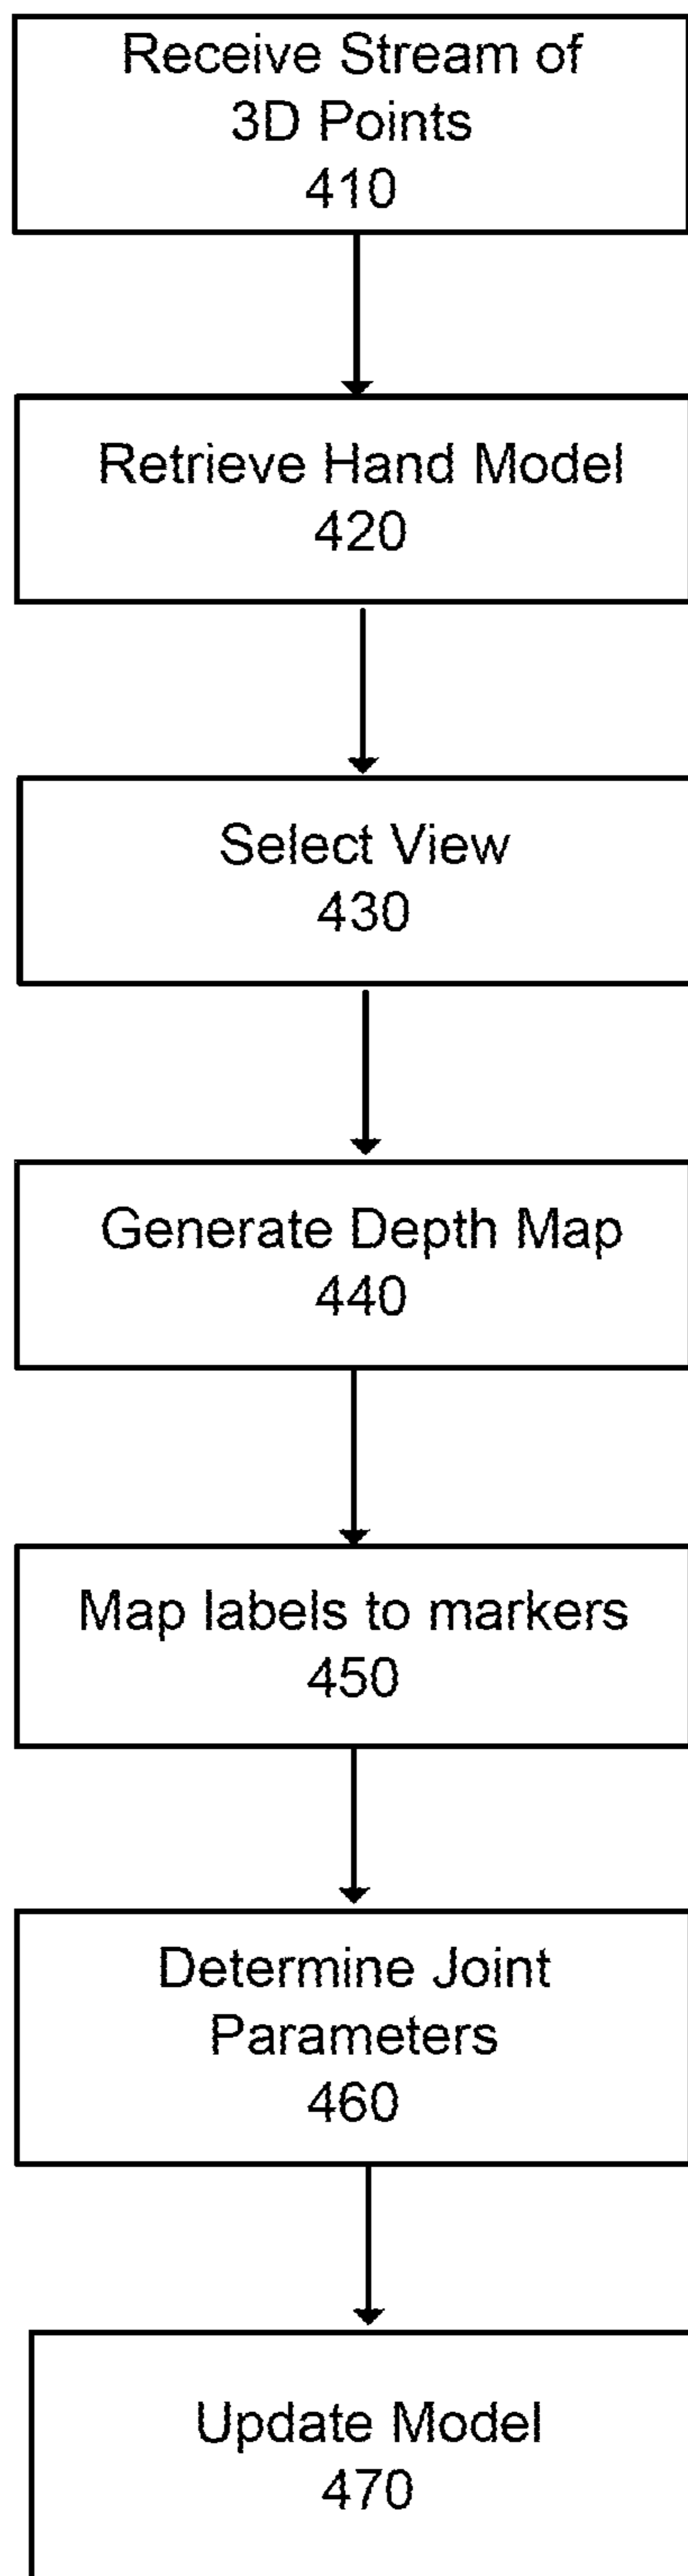 Receive Stream of
3D Points
410
Retrieve Hand Model
420
Select View
430
Generate Depth Map
440
Map labels to markers
450
Determine Joint
Parameters
460
Update Model
470